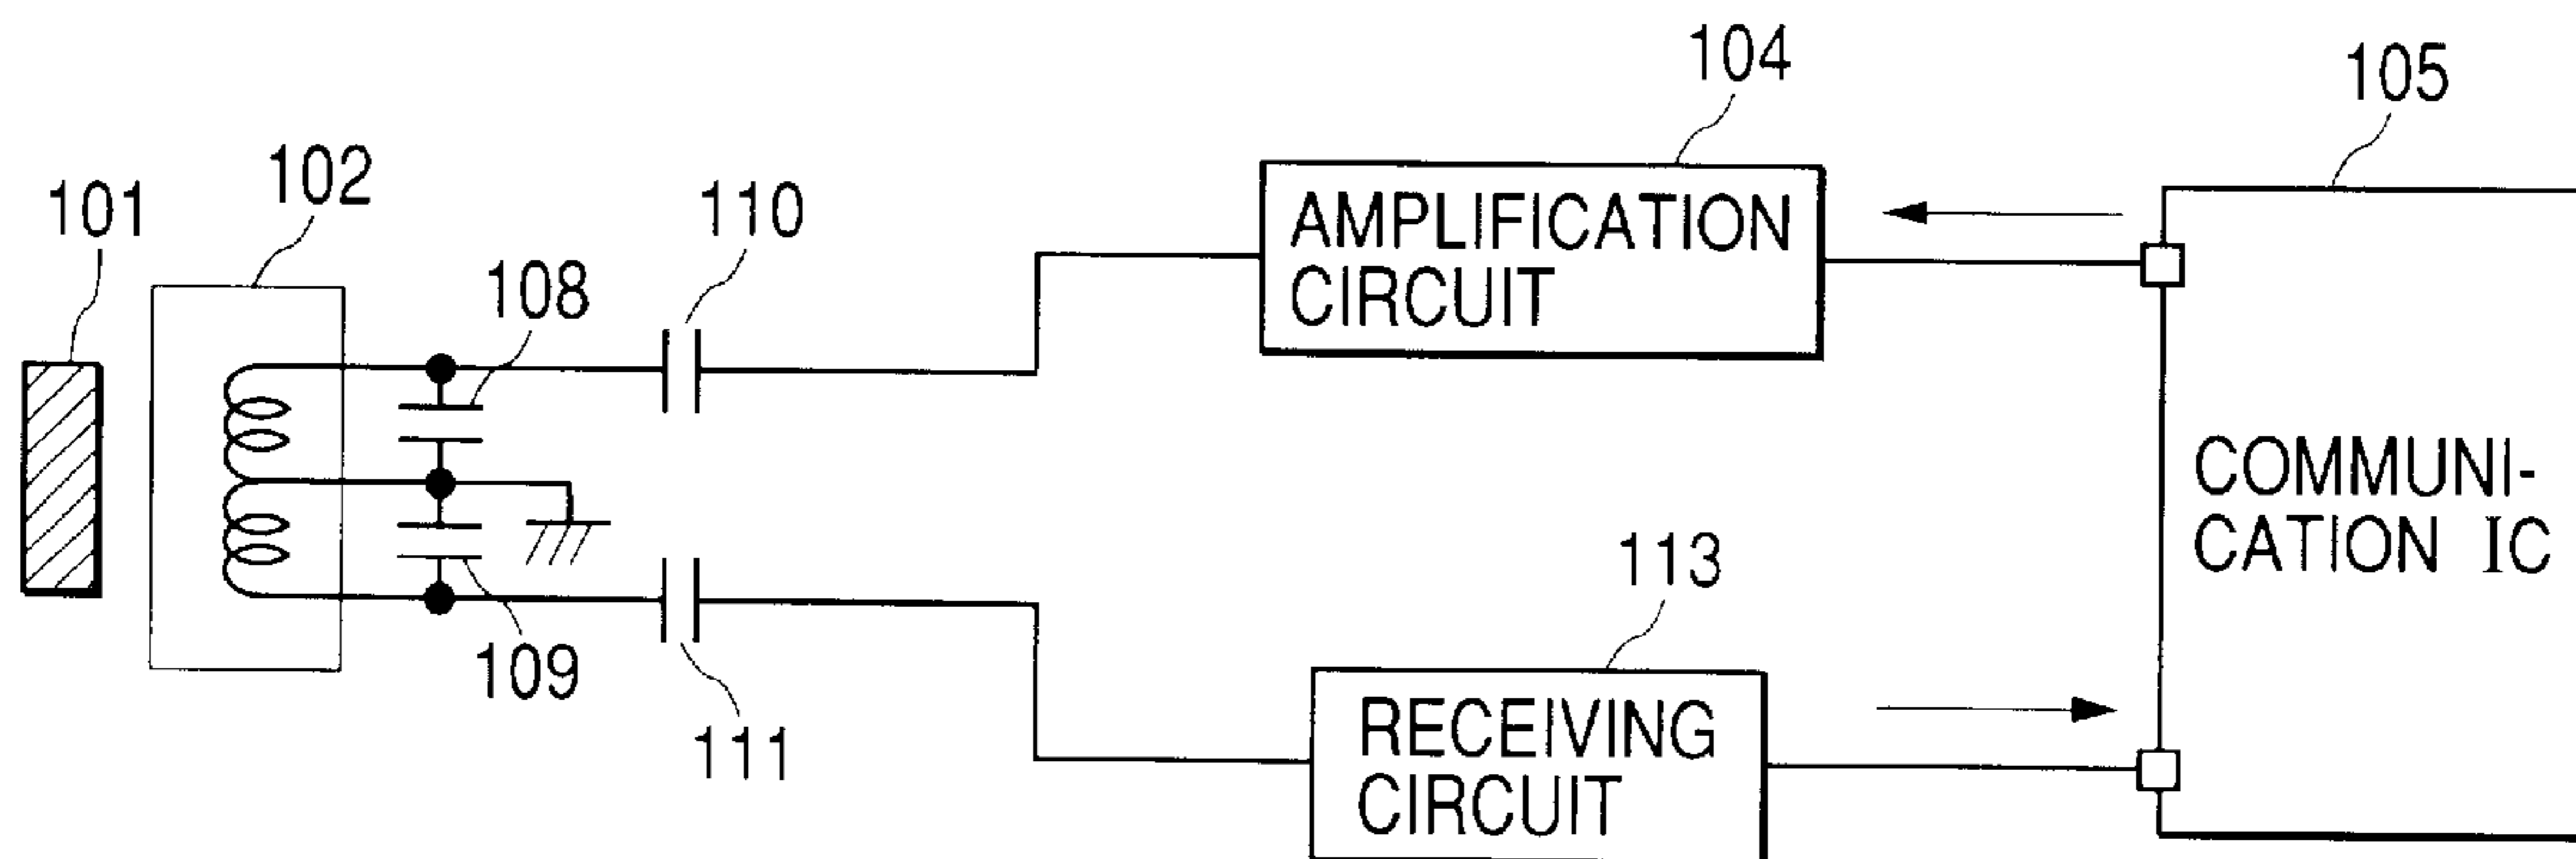 104
105
102
101
110
AMPLIFICATION
CIRCUIT
108
COMMUNI-
CATION IC
113
109
111
RECEIVING
CIRCUIT